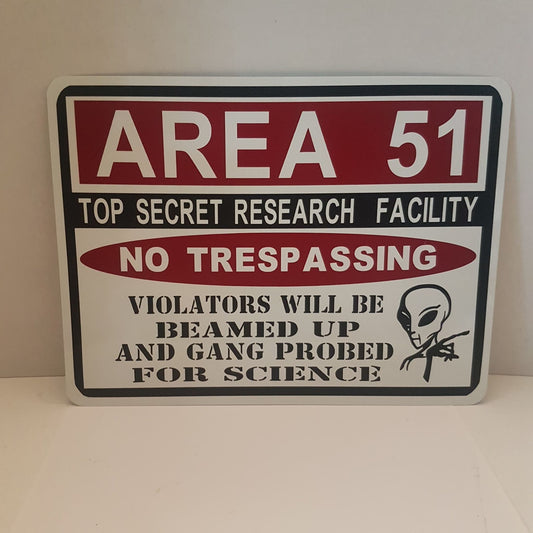 AREA 51
TOP SECRET RESEARCH FACILITY
NO TRESPASSING
VIOLATORS WILL BE
BEAMED UP
AND GANG PROBED
FOR SCIENCE